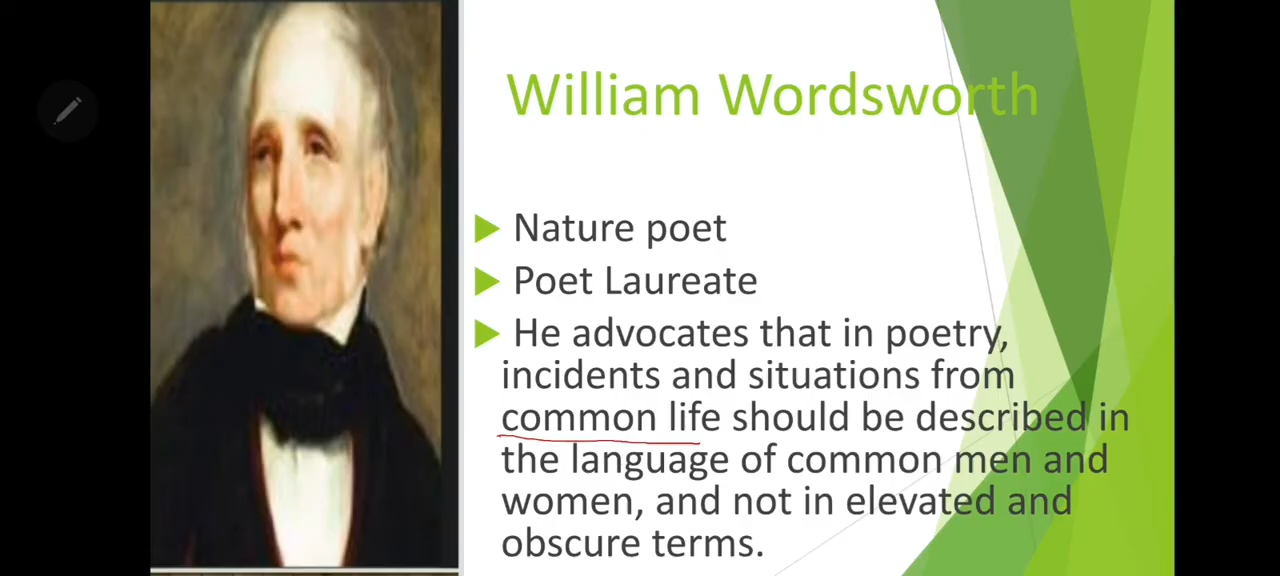 William Wordsworth
Nature poet
Poet Laureate
He advocates that in poetry,
incidents and situations from
common life should be described in
the language of common men and
women, and not in elevated and
obscure terms.